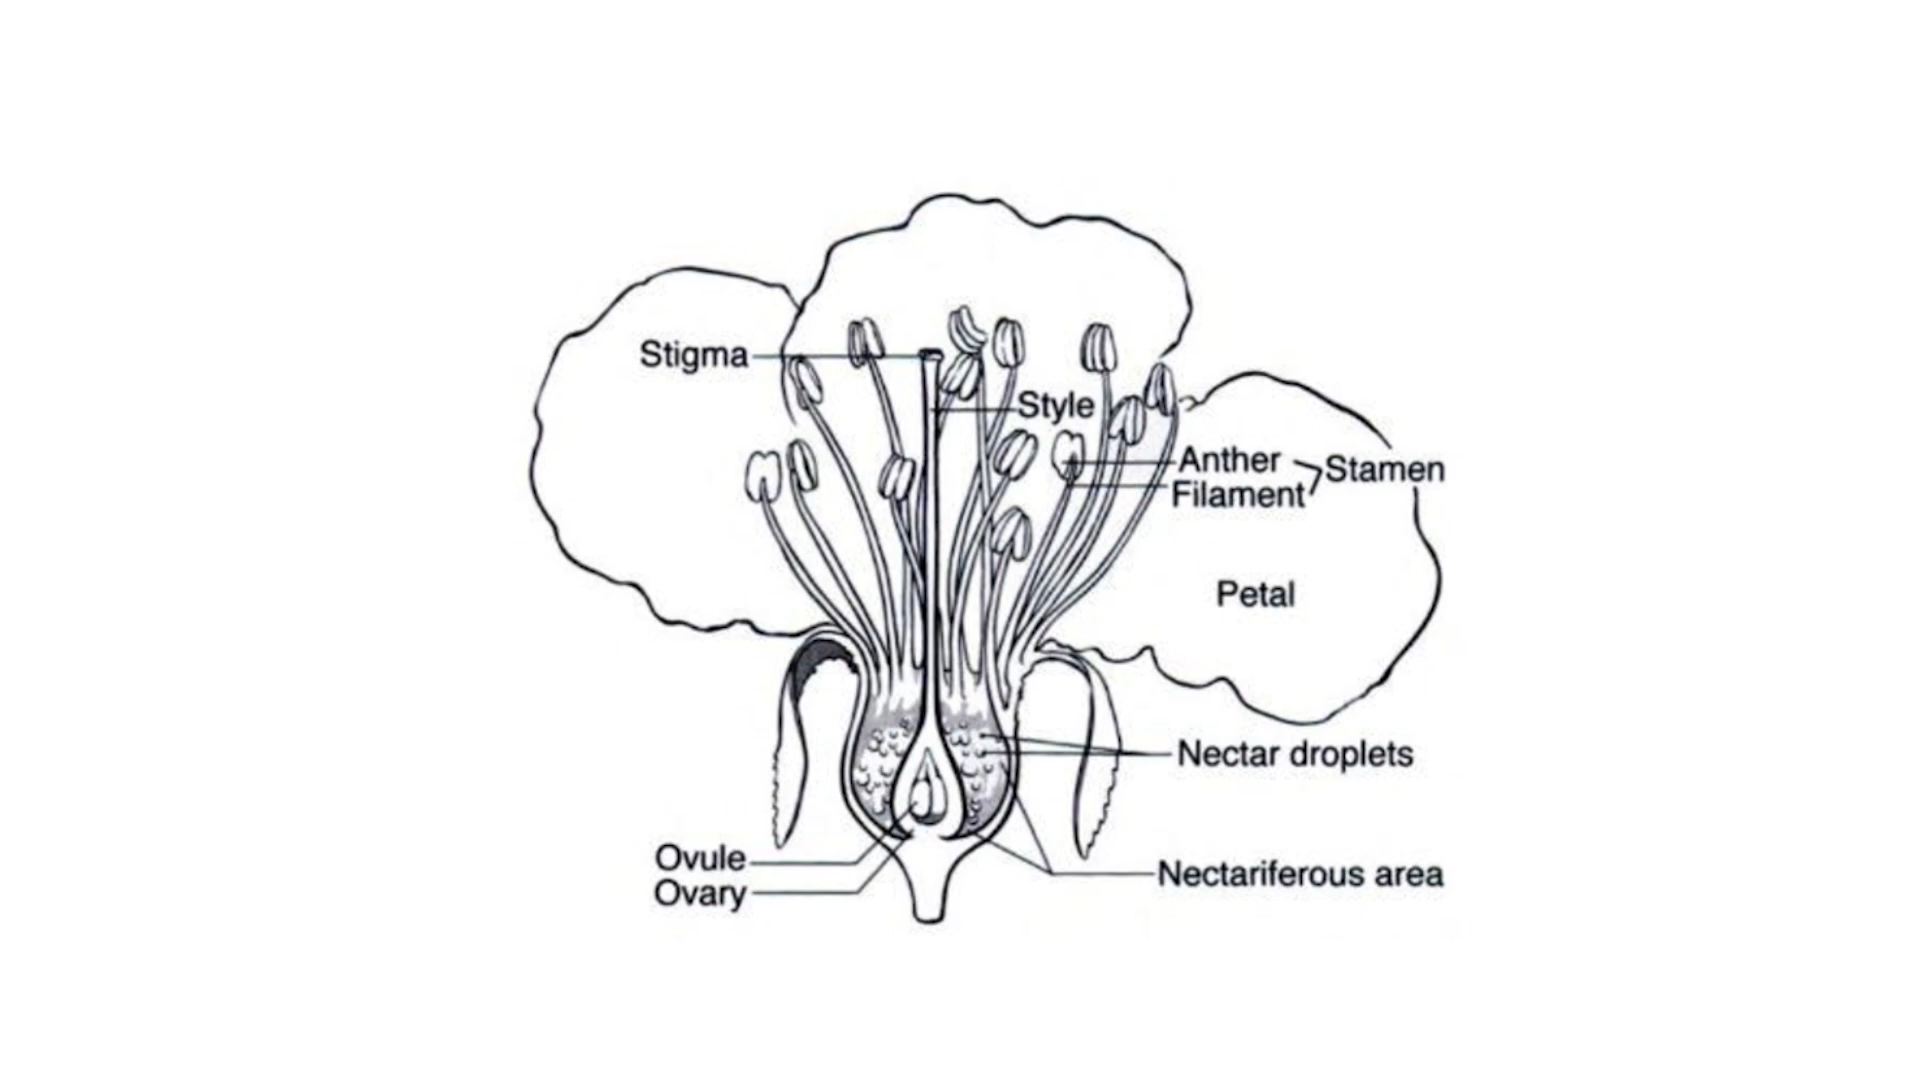 Stigma
Style
Anther
Filament
Stamen
Petal
Nectar droplets
Ovule
Ovary
Nectariferous area